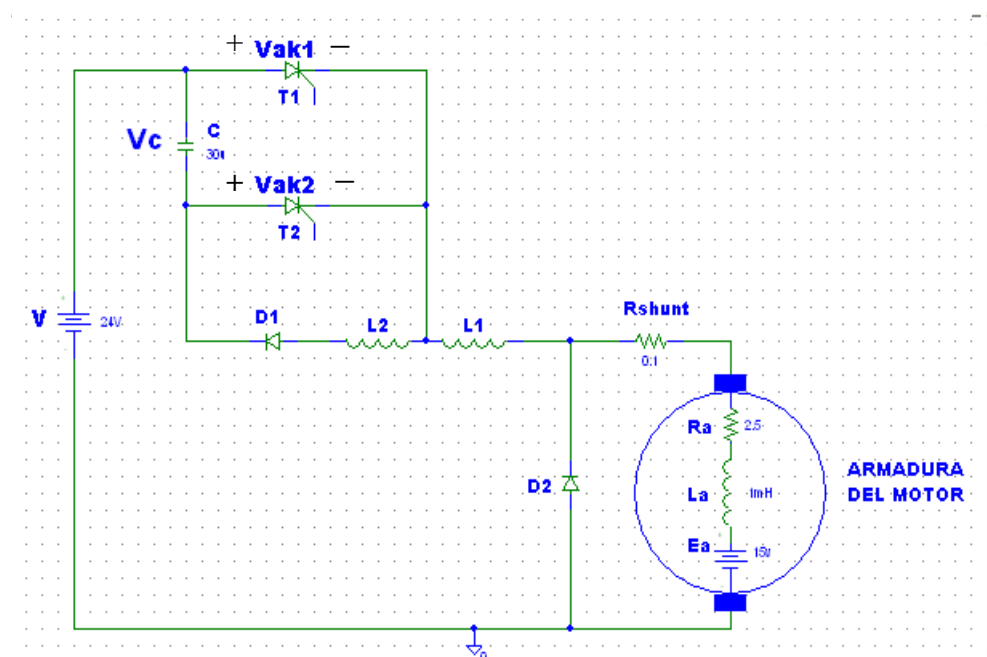 + Vak1 −
T1
Vc
C
30u
+ Vak2 −
T2
V
24V
D1
L2
L1
Rshunt
0.1
Ra
2.5
D2
La
1mH
ARMADURA
DEL MOTOR
Ea
15v
0